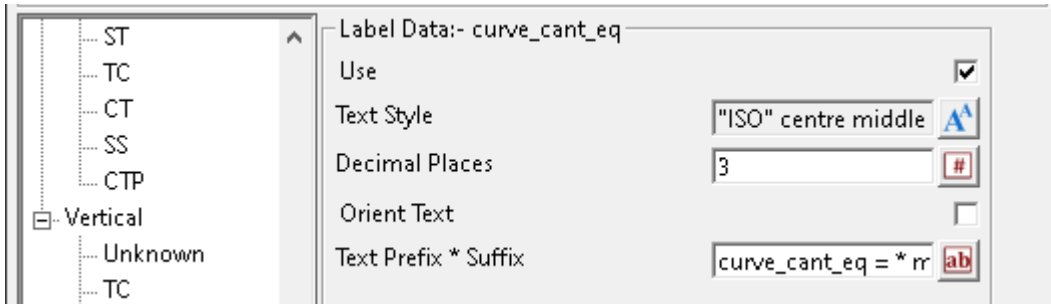 ST
TC
CT
SS
CTP
Vertical
Unknown
TC
Label Data:- curve_cant_eq
Use
Text Style
"ISO" centre middle
Decimal Places
3
#
Orient Text
Text Prefix * Suffix
curve_cant_eq = * m
ab